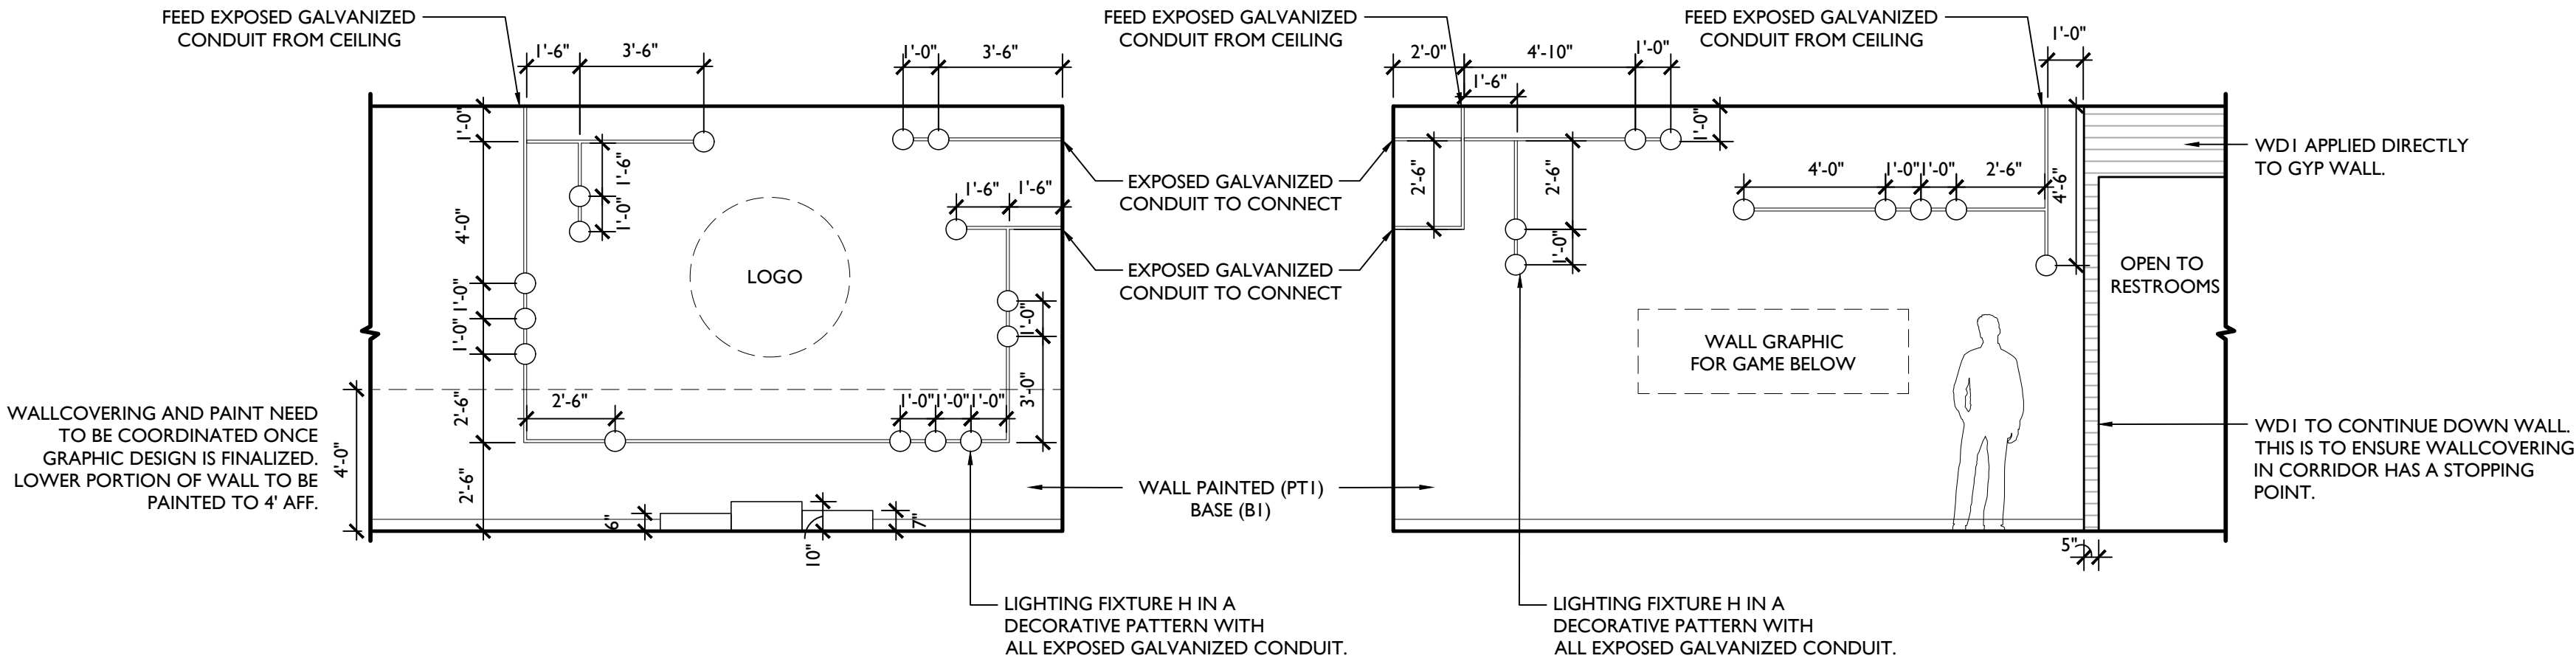 FEED EXPOSED GALVANIZED
CONDUIT FROM CEILING
FEED EXPOSED GALVANIZED
CONDUIT FROM CEILING
FEED EXPOSED GALVANIZED
CONDUIT FROM CEILING
1'-6"
3'-6"
1'-0"
3'-6"
2'-0"
4'-10"
1'-0"
1'-0"
1'-6"
1'-0"
1'-6"
1'-0"
4'-0"
1'-0"
1'-0"
2'-6"
2'-6"
4'-0"
1'-6"
1'-6"
LOGO
1'-0"
3'-0"
2'-6"
1'-0"
1'-0"
1'-0"
6"
10"
7"
EXPOSED GALVANIZED
CONDUIT TO CONNECT
EXPOSED GALVANIZED
CONDUIT TO CONNECT
2'-6"
2'-6"
1'-0"
1'-0"
4'-0"
1'-0"
1'-0"
2'-6"
4'-6"
WD1 APPLIED DIRECTLY
TO GYP WALL.
OPEN TO
RESTROOMS
WALL GRAPHIC
FOR GAME BELOW
WALLCOVERING AND PAINT NEED
TO BE COORDINATED ONCE
GRAPHIC DESIGN IS FINALIZED.
LOWER PORTION OF WALL TO BE
PAINTED TO 4' AFF.
WALL PAINTED (PT1)
BASE (B1)
WD1 TO CONTINUE DOWN WALL.
THIS IS TO ENSURE WALLCOVERING
IN CORRIDOR HAS A STOPPING
POINT.
5"
LIGHTING FIXTURE H IN A
DECORATIVE PATTERN WITH
ALL EXPOSED GALVANIZED CONDUIT.
LIGHTING FIXTURE H IN A
DECORATIVE PATTERN WITH
ALL EXPOSED GALVANIZED CONDUIT.